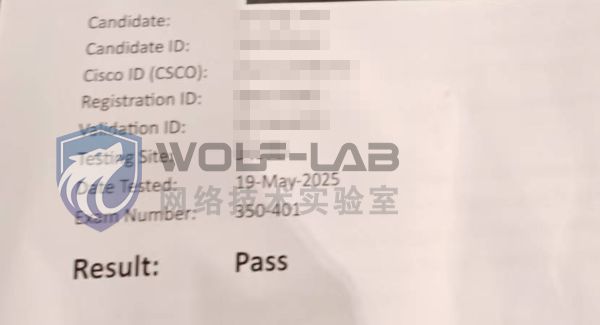 Candidate:
Candidate ID:
Cisco ID (CSCO):
Registration ID:
Validation ID:
Testing Site:
WOLF-LAB
Date Tested: 19-May-2025
网络技术实验室
Exam Number: 350-401
Result: Pass